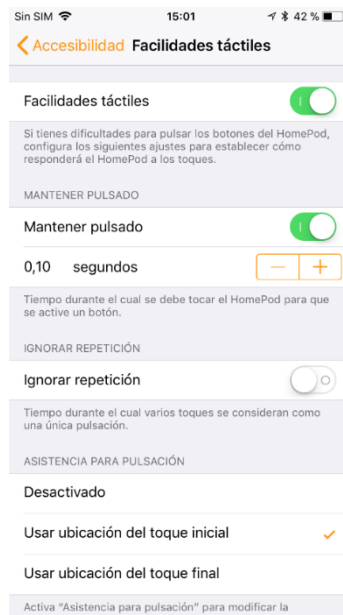 Sin SIM 15:01 42 %
Accesibilidad Facilidades táctiles
Facilidades táctiles
Si tienes dificultades para pulsar los botones del HomePod,
configura los siguientes ajustes para establecer cómo
responderá el HomePod a los toques.
MANTENER PULSADO
Mantener pulsado
0,10 segundos
Tiempo durante el cual se debe tocar el HomePod para que
se active un botón.
IGNORAR REPETICIÓN
Ignorar repetición
Tiempo durante el cual varios toques se consideran como
una única pulsación.
ASISTENCIA PARA PULSACIÓN
Desactivado
Usar ubicación del toque inicial
Usar ubicación del toque final
Activa “Asistencia para pulsación” para modificar la